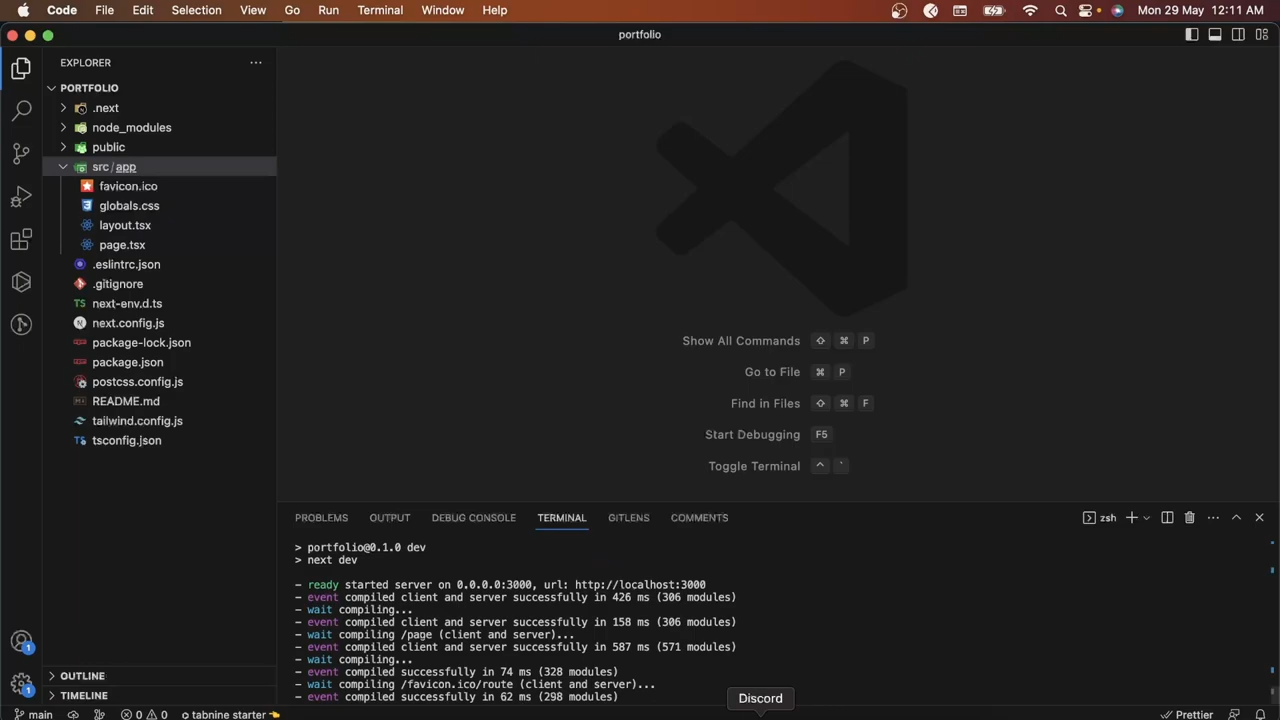 Code File Edit Selection View Go Run Terminal Window Help Mon 29 May 12:11 AM
portfolio
EXPLORER
PORTFOLIO
.next
node_modules
public
src/app
favicon.ico
globals.css
layout.tsx
page.tsx
.eslintrc.json
.gitignore
TS next-env.d.ts
next.config.js
package-lock.json
package.json
postcss.config.js
README.md
tailwind.config.js
tsconfig.json
OUTLINE
TIMELINE
Show All Commands ⇧ ⌘ P
Go to File ⌘ P
Find in Files ⇧ ⌘ F
Start Debugging F5
Toggle Terminal ^ `
PROBLEMS OUTPUT DEBUG CONSOLE TERMINAL GITLENS COMMENTS zsh
> portfolio@0.1.0 dev
> next dev
- ready started server on 0.0.0.0:3000, url: http://localhost:3000
- event compiled client and server successfully in 426 ms (306 modules)
- wait compiling...
- event compiled client and server successfully in 158 ms (306 modules)
- wait compiling /page (client and server)...
- event compiled client and server successfully in 587 ms (571 modules)
- wait compiling...
- event compiled successfully in 74 ms (328 modules)
- wait compiling /favicon.ico/route (client and server)...
- event compiled successfully in 62 ms (298 modules)
Discord
1
1
main 0 0 tabnine starter Prettier